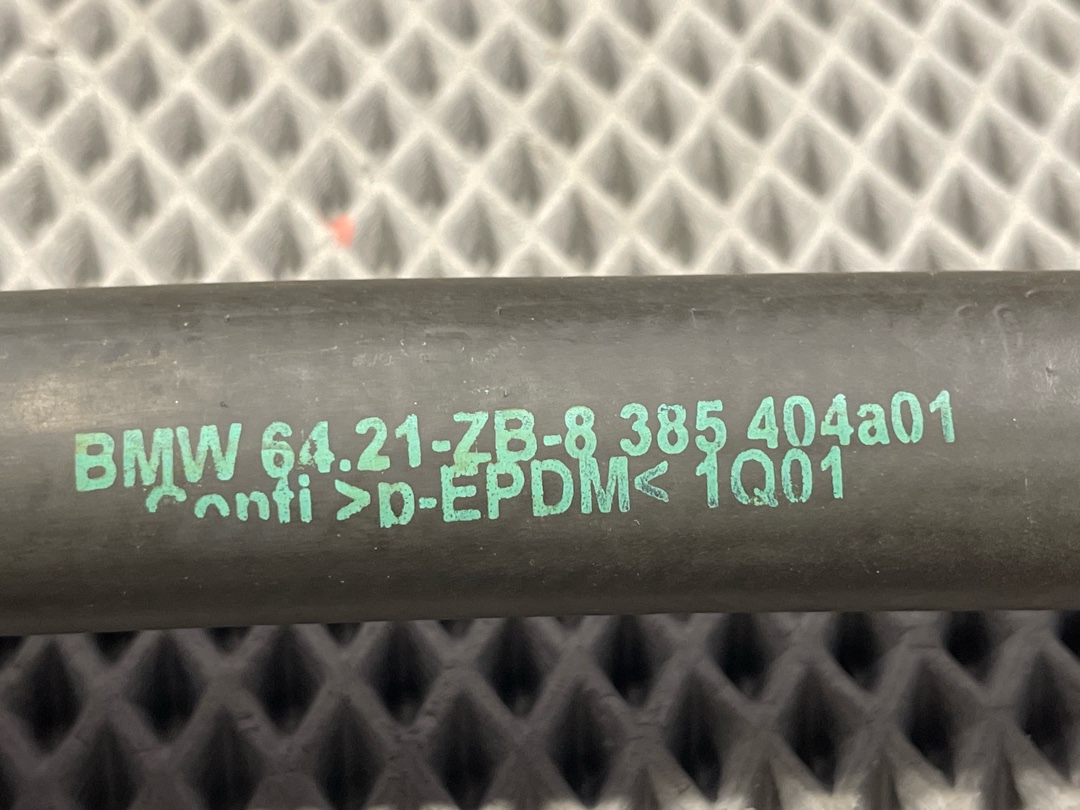 BMW 64.21-ZB-8 385 404a01
Conti >p-EPDM< 1Q01